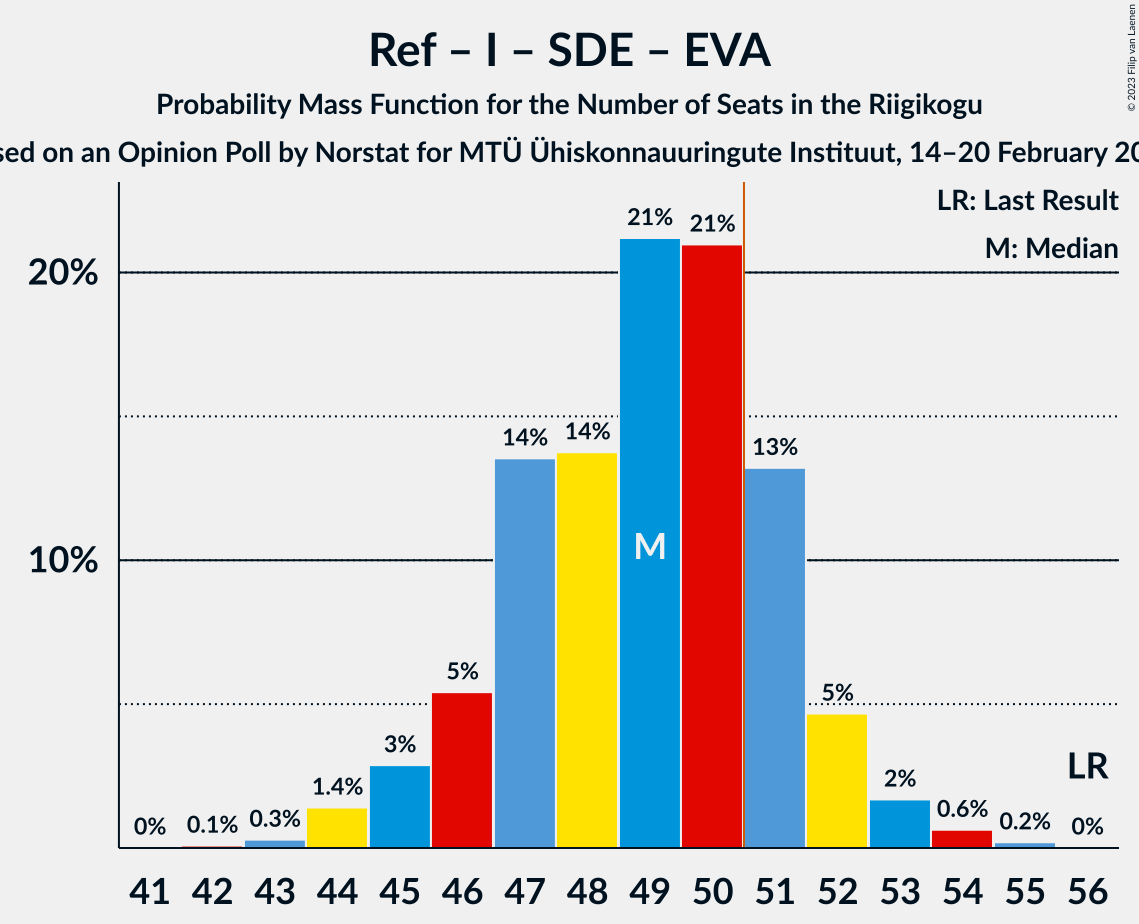 Ref – I – SDE – EVA
Probability Mass Function for the Number of Seats in the Riigikogu
sed on an Opinion Poll by Norstat for MTÜ Ühiskonnauuringute Instituut, 14–20 February 20
© 2023 Filip van Laenen
LR: Last Result
M: Median
20%
10%
0% 0.1% 0.3% 1.4% 3% 5% 14% 14% 21% 21% 13% 5% 2% 0.6% 0.2% 0%
M
LR
41 42 43 44 45 46 47 48 49 50 51 52 53 54 55 56